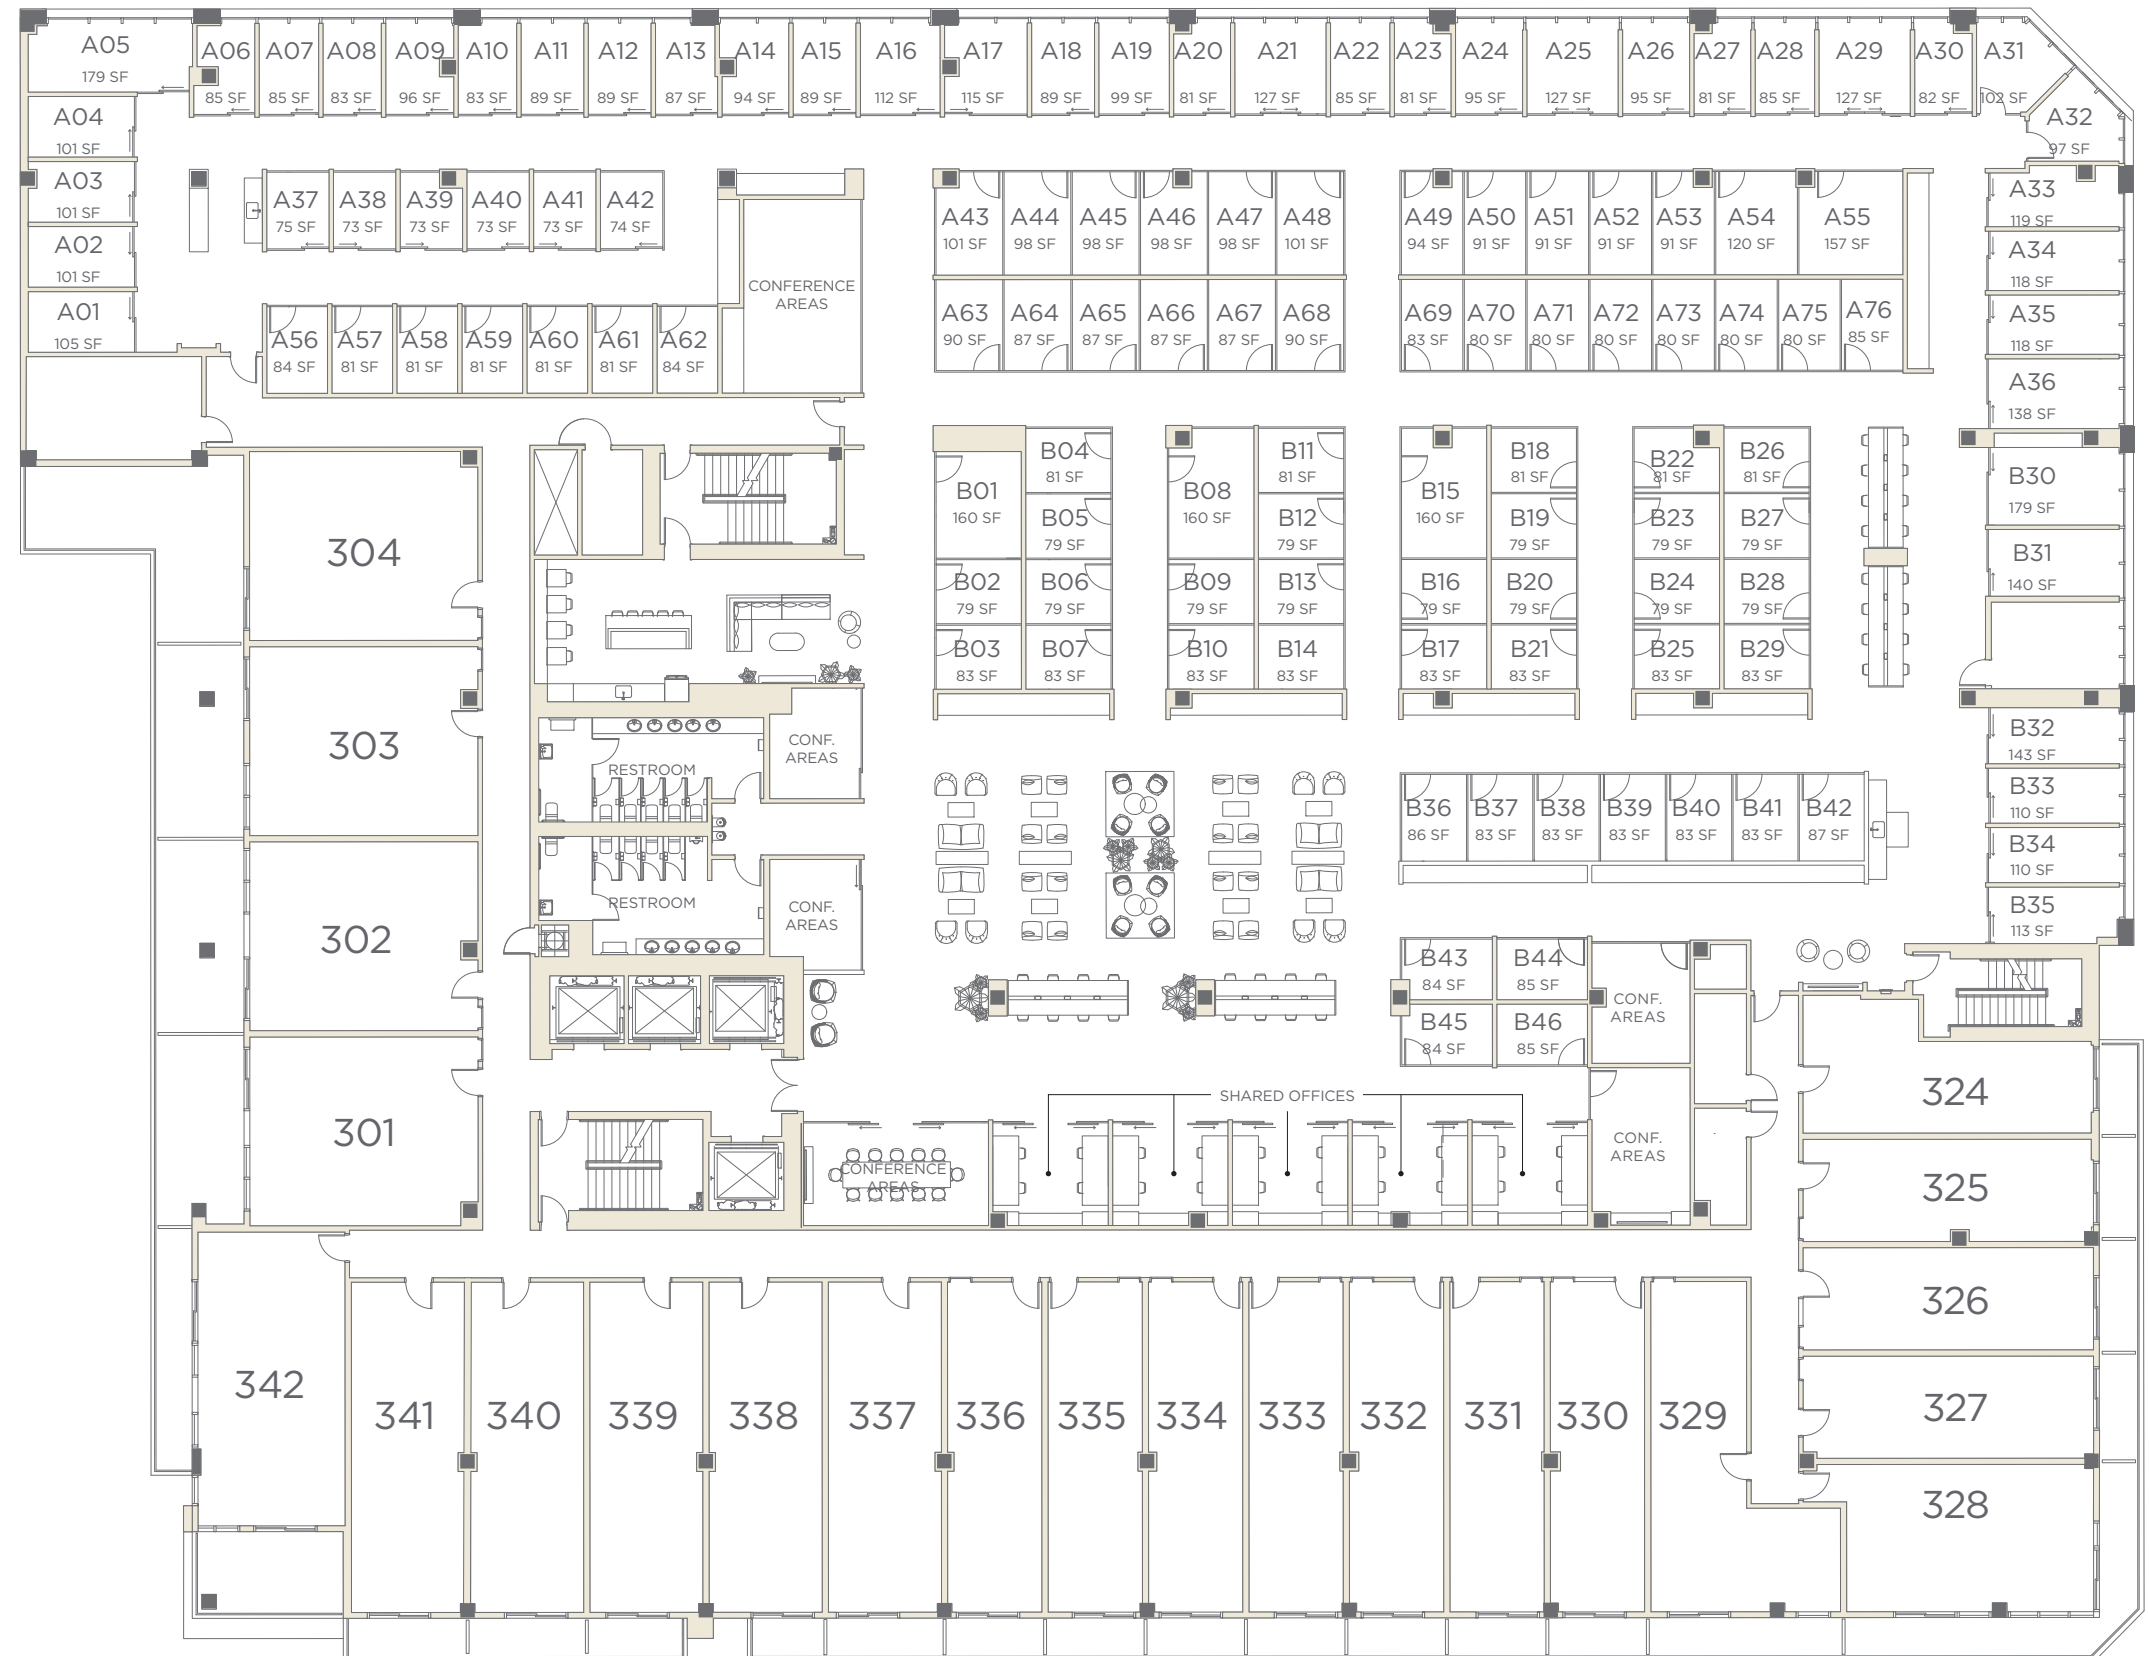 A05
179 SF
A06
85 SF
A07
85 SF
A08
83 SF
A09
96 SF
A10
83 SF
A11
89 SF
A12
89 SF
A13
87 SF
A14
94 SF
A15
89 SF
A16
112 SF
A17
115 SF
A18
89 SF
A19
99 SF
A20
81 SF
A21
127 SF
A22
85 SF
A23
81 SF
A24
95 SF
A25
127 SF
A26
95 SF
A27
81 SF
A28
85 SF
A29
127 SF
A30
82 SF
A31
102 SF
A32
97 SF
A04
101 SF
A03
101 SF
A02
101 SF
A01
105 SF
A37
75 SF
A38
73 SF
A39
73 SF
A40
73 SF
A41
73 SF
A42
74 SF
CONFERENCE
AREAS
A43
101 SF
A44
98 SF
A45
98 SF
A46
98 SF
A47
98 SF
A48
101 SF
A49
94 SF
A50
91 SF
A51
91 SF
A52
91 SF
A53
91 SF
A54
120 SF
A55
157 SF
A33
119 SF
A34
118 SF
A35
118 SF
A36
138 SF
A56
84 SF
A57
81 SF
A58
81 SF
A59
81 SF
A60
81 SF
A61
81 SF
A62
84 SF
A63
90 SF
A64
87 SF
A65
87 SF
A66
87 SF
A67
87 SF
A68
90 SF
A69
83 SF
A70
80 SF
A71
80 SF
A72
80 SF
A73
80 SF
A74
80 SF
A75
80 SF
A76
85 SF
B01
160 SF
B04
81 SF
B05
79 SF
B02
79 SF
B06
79 SF
B03
83 SF
B07
83 SF
B08
160 SF
B11
81 SF
B12
79 SF
B09
79 SF
B13
79 SF
B10
83 SF
B14
83 SF
B15
160 SF
B18
81 SF
B19
79 SF
B16
79 SF
B20
79 SF
B17
83 SF
B21
83 SF
B22
81 SF
B26
81 SF
B23
79 SF
B27
79 SF
B24
79 SF
B28
79 SF
B25
83 SF
B29
83 SF
B30
179 SF
B31
140 SF
B32
143 SF
B33
110 SF
B34
110 SF
B35
113 SF
304
303
302
301
CONF.
AREAS
RESTROOM
RESTROOM
CONF.
AREAS
B36
86 SF
B37
83 SF
B38
83 SF
B39
83 SF
B40
83 SF
B41
83 SF
B42
87 SF
B43
84 SF
B44
85 SF
B45
84 SF
B46
85 SF
CONF.
AREAS
CONF.
AREAS
SHARED OFFICES
CONFERENCE
AREAS
324
325
326
327
328
342
341
340
339
338
337
336
335
334
333
332
331
330
329